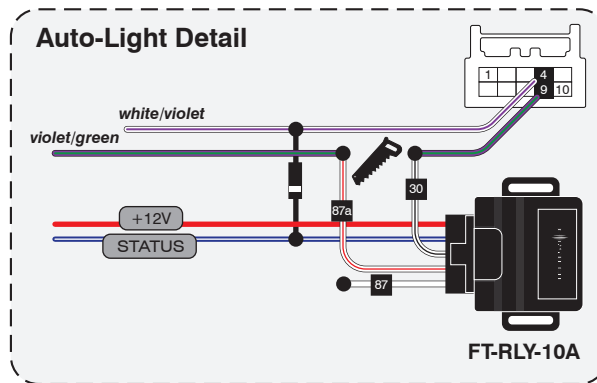 Auto-Light Detail
1 4
9 10
white/violet
violet/green
30
87a
+12V
STATUS
87
FT-RLY-10A